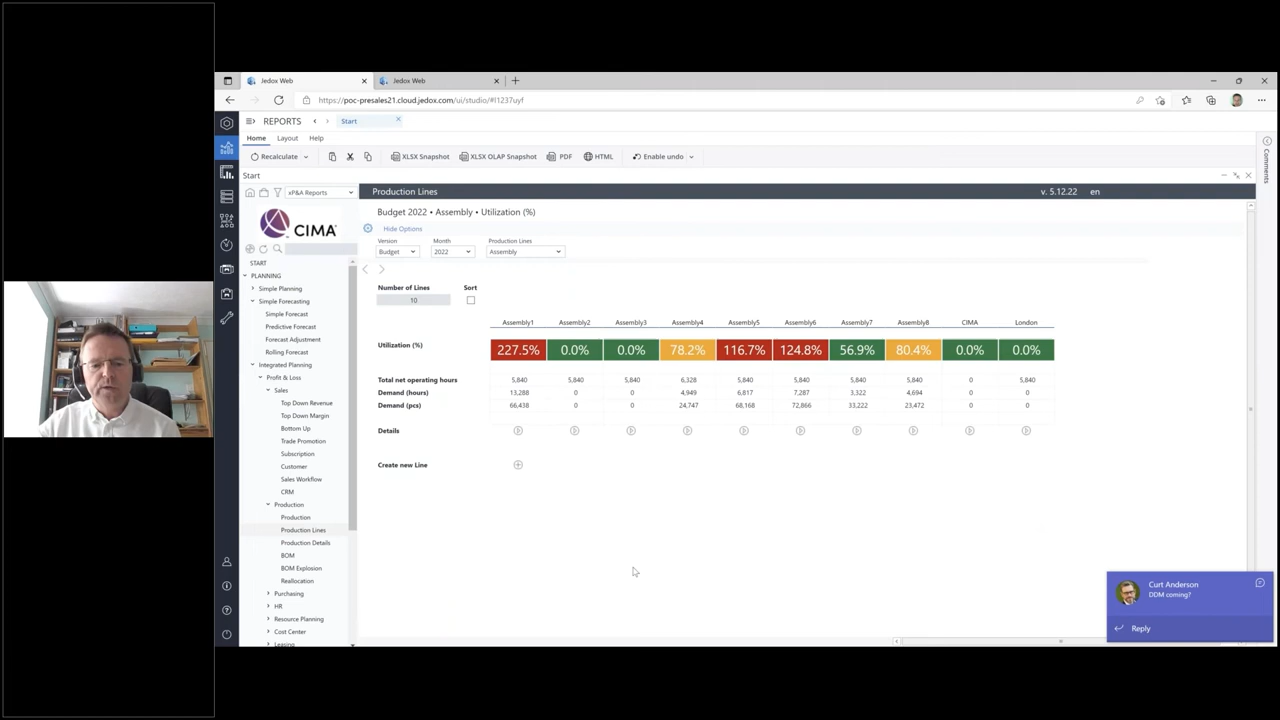 Jedox Web
Jedox Web
https://poc-presales21.cloud.jedox.com/ui/studio/#I1237uyf
REPORTS
Start
Home Layout Help
Recalculate XLSX Snapshot XLSX OLAP Snapshot PDF HTML Enable undo
Start
Comments
xP&A Reports
Production Lines v. 5.12.22 en
CIMA
START
PLANNING
Simple Planning
Simple Forecasting
Simple Forecast
Predictive Forecast
Forecast Adjustment
Rolling Forecast
Integrated Planning
Profit & Loss
Sales
Top Down Revenue
Top Down Margin
Bottom Up
Trade Promotion
Subscription
Customer
Sales Workflow
CRM
Production
Production
Production Lines
Production Details
BOM
BOM Explosion
Reallocation
Purchasing
HR
Resource Planning
Cost Center
Leasing
Budget 2022 • Assembly • Utilization (%)
Hide Options
Version Month Production Lines
Budget 2022 Assembly
Number of Lines Sort
10
Assembly1 Assembly2 Assembly3 Assembly4 Assembly5 Assembly6 Assembly7 Assembly8 CIMA London
Utilization (%) 227.5% 0.0% 0.0% 78.2% 116.7% 124.8% 56.9% 80.4% 0.0% 0.0%
Total net operating hours 5,840 5,840 5,840 6,328 5,840 5,840 5,840 5,840 0 5,840
Demand (hours) 13,288 0 0 4,949 6,817 7,287 3,322 4,694 0 0
Demand (pcs) 66,438 0 0 24,747 68,168 72,866 33,222 23,472 0 0
Details
Create new Line
Curt Anderson
DDM coming?
Reply